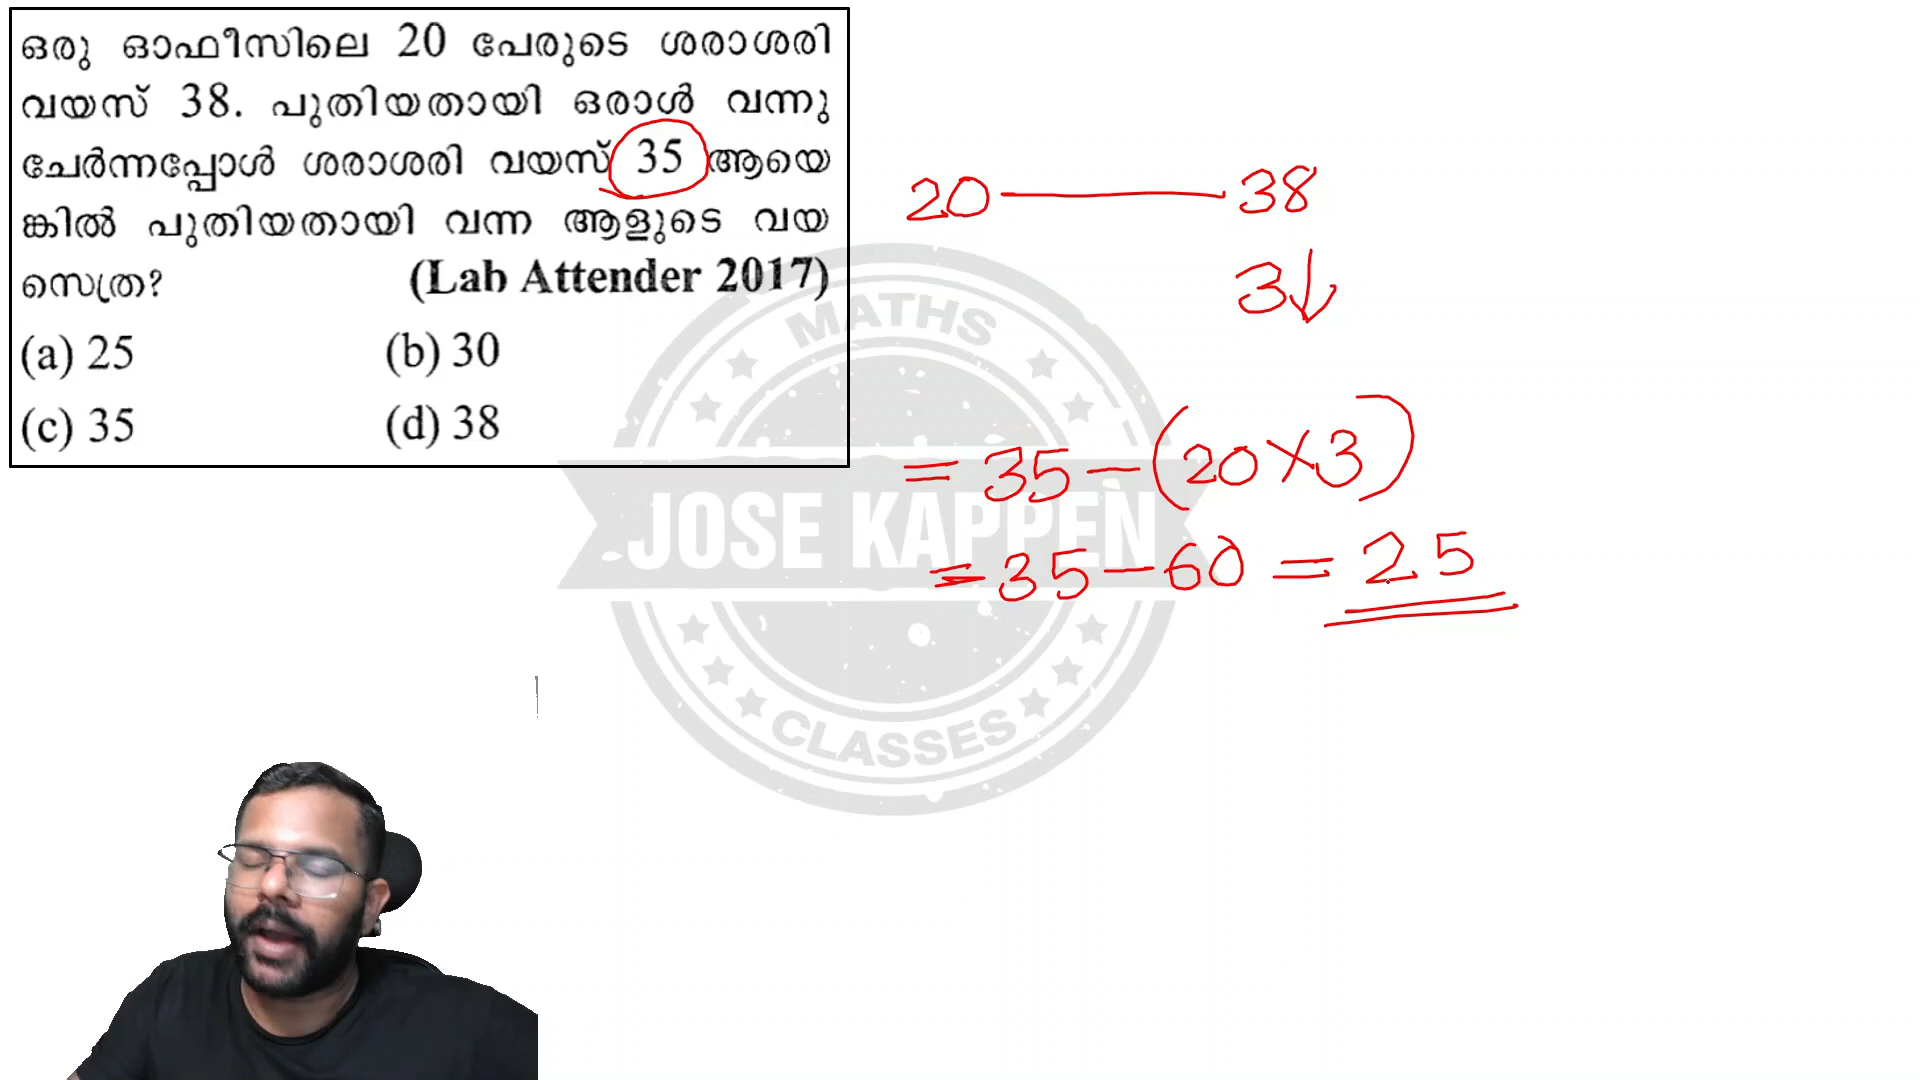 ഒരു ഓഫീസിലെ 20 പേരുടെ ശരാശരി
വയസ് 38. പുതിയതായി ഒരാൾ വന്നു
ചേർന്നപ്പോൾ ശരാശരി വയസ് 35 ആയെ
ങ്കിൽ പുതിയതായി വന്ന ആളുടെ വയ
സെത്ര? (Lab Attender 2017)
(a) 25 (b) 30
(c) 35 (d) 38
20 — 38
3↓
= 35 - (20 × 3)
= 35 - 60 = 25
MATHS
JOSE KAPPEN
CLASSES